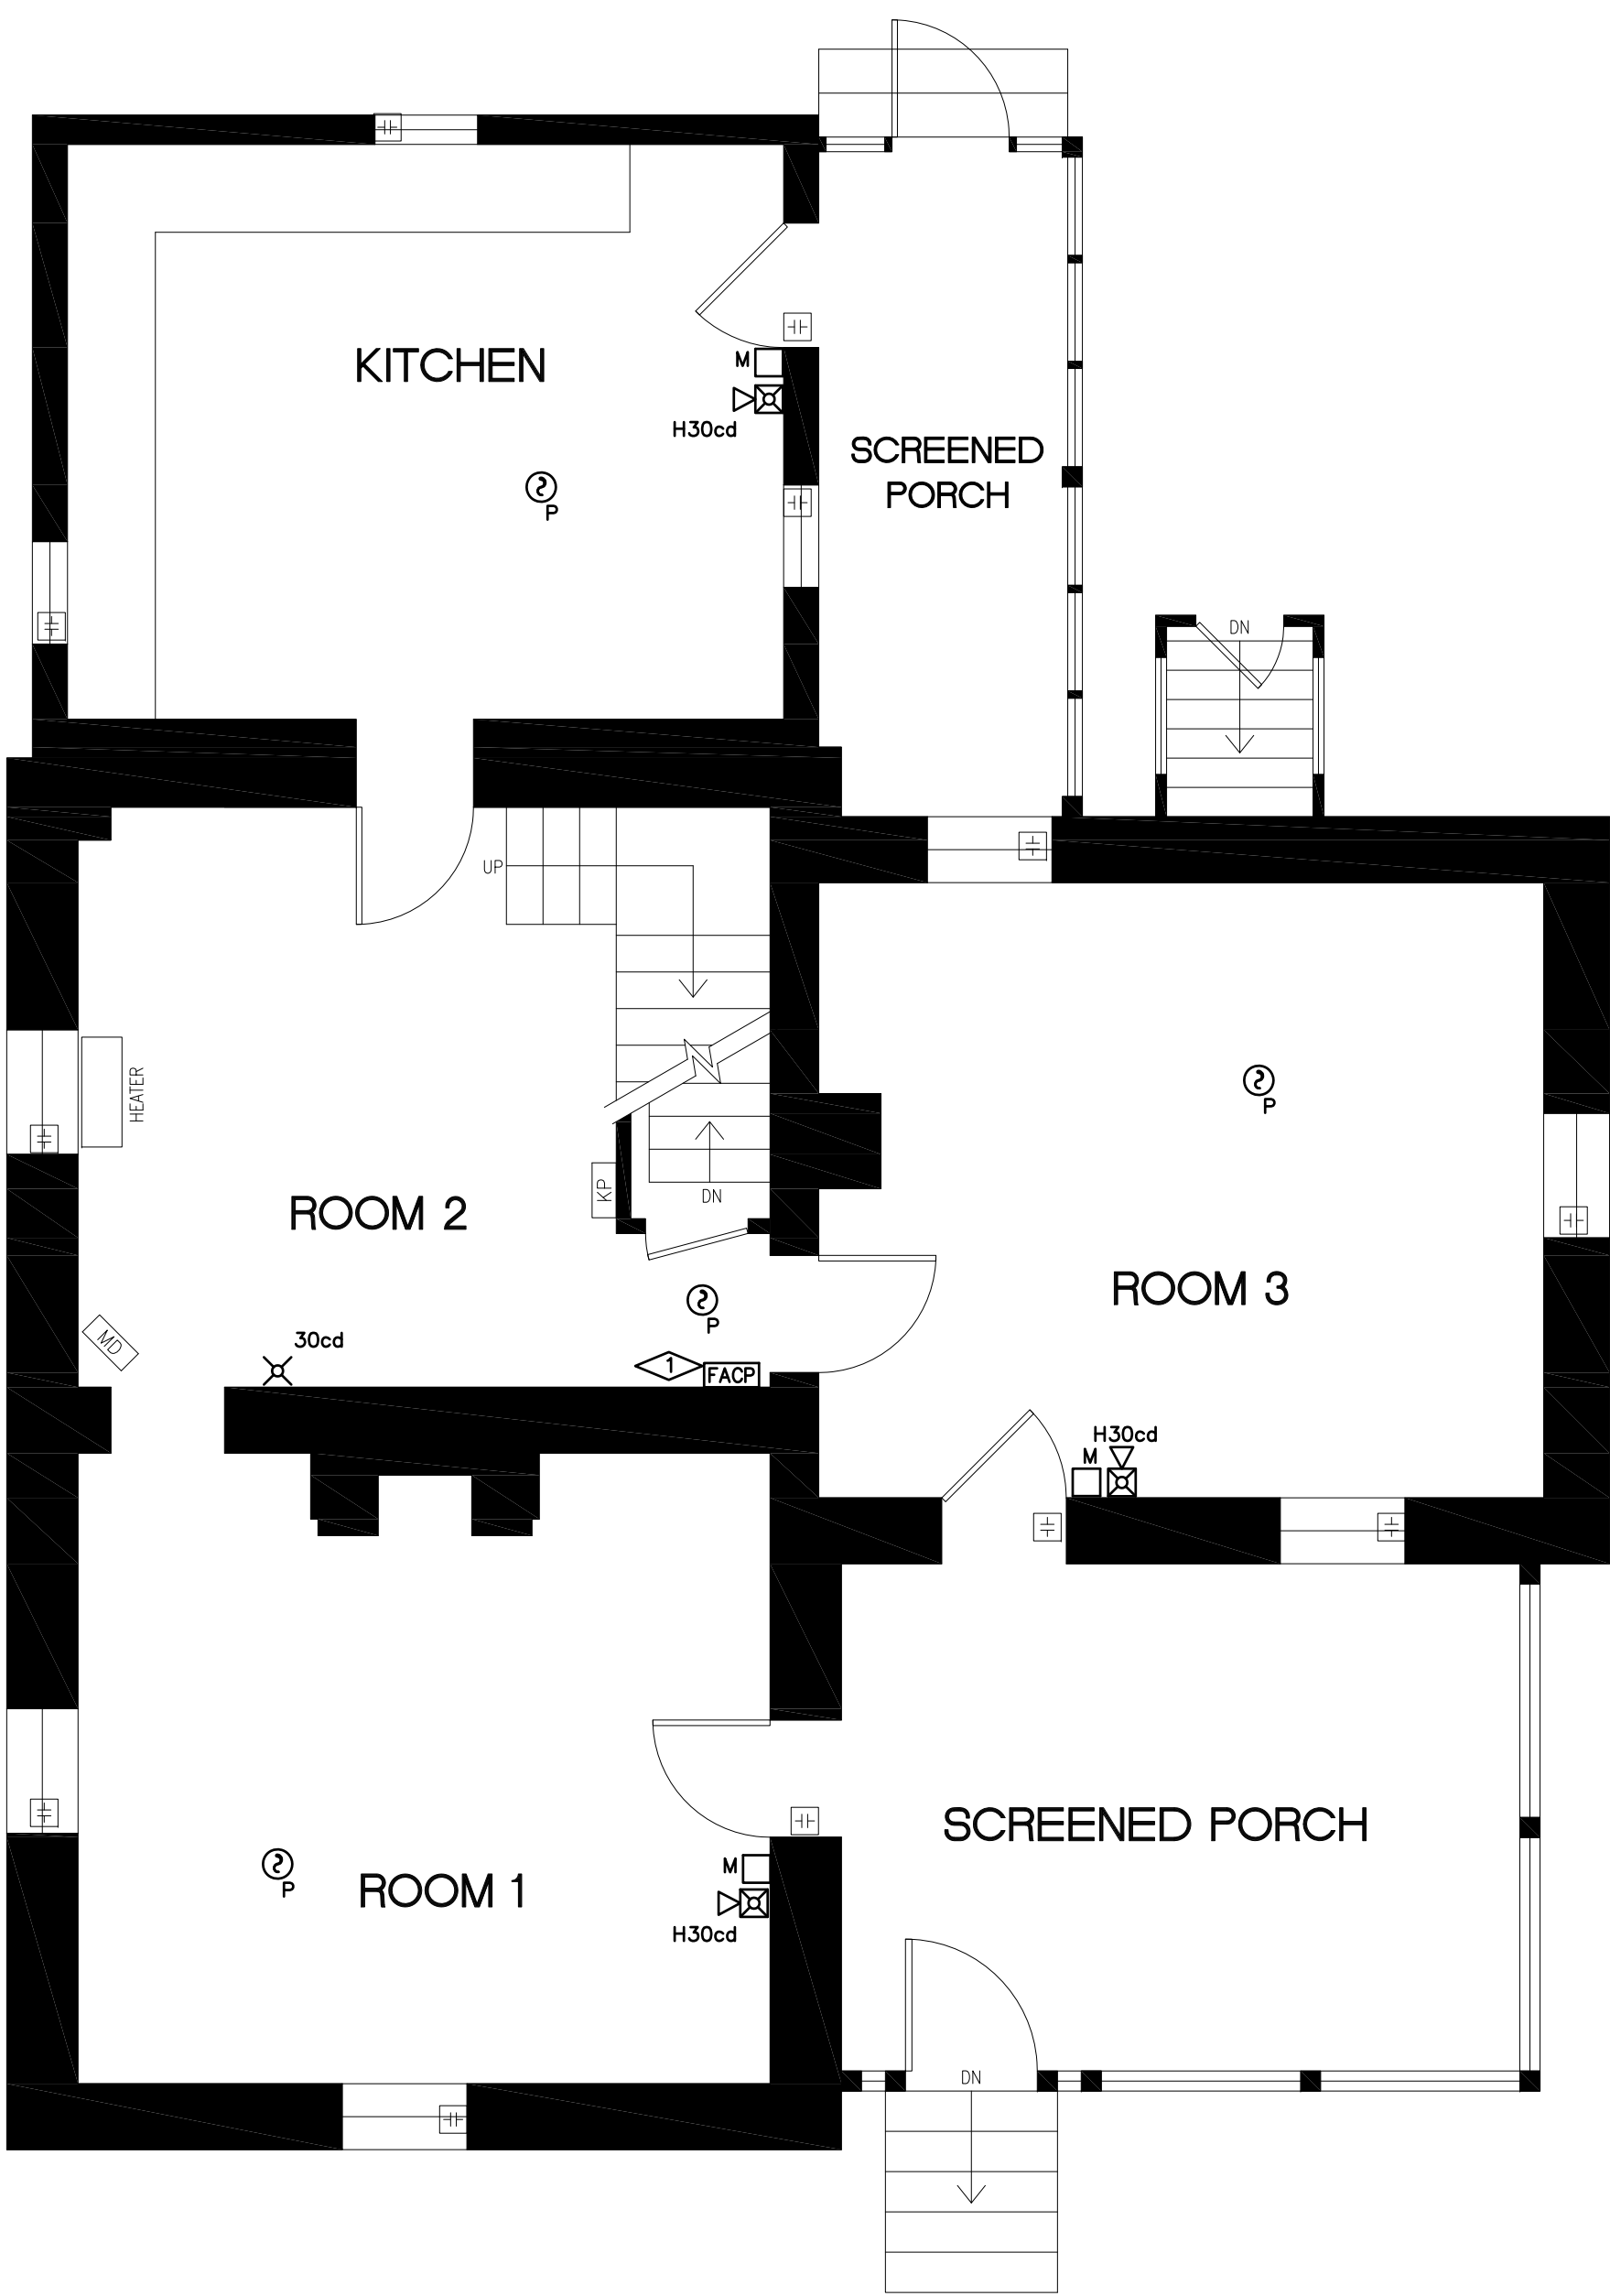 KITCHEN
M
H30cd
P
SCREENED
PORCH
DN
UP
HEATER
P
KP
DN
ROOM 2
ROOM 3
P
MD
30cd
1
FACP
H30cd
M
SCREENED PORCH
P
ROOM 1
M
H30cd
DN